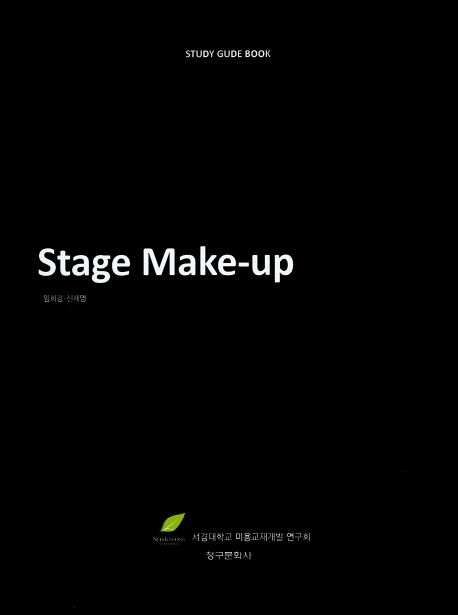 STUDY GUDE BOOK
Stage Make-up
임희경·신세영
SEOKYEONG
서경대학교 미용교재개발 연구회
청구문화사